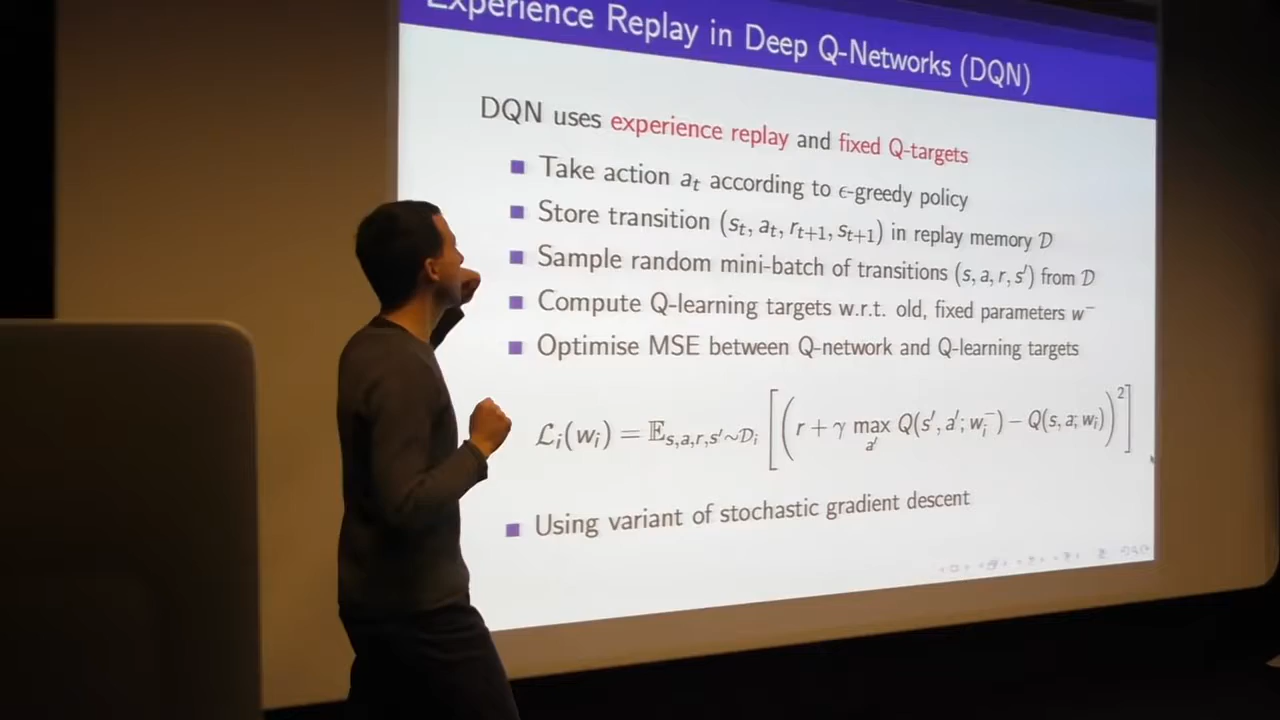 Experience Replay in Deep Q-Networks (DQN)
DQN uses experience replay and fixed Q-targets
Take action aₜ according to ϵ-greedy policy
Store transition (sₜ, aₜ, rₜ₊₁, sₜ₊₁) in replay memory 𝒟
Sample random mini-batch of transitions (s, a, r, s′) from 𝒟
Compute Q-learning targets w.r.t. old, fixed parameters w⁻
Optimise MSE between Q-network and Q-learning targets
ℒᵢ(wᵢ) = 𝔼_{s,a,r,s′∼𝒟ᵢ} [(r + γ max_{a′} Q(s′, a′; wᵢ⁻) − Q(s, a; wᵢ))²]
Using variant of stochastic gradient descent